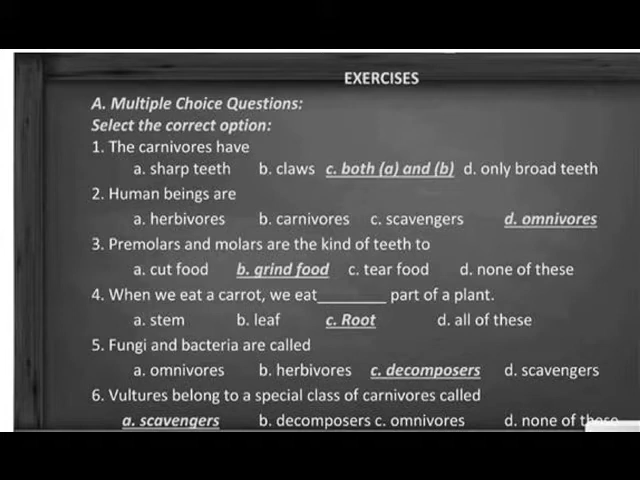 EXERCISES
A. Multiple Choice Questions:
Select the correct option:
1. The carnivores have
a. sharp teeth b. claws c. both (a) and (b) d. only broad teeth
2. Human beings are
a. herbivores b. carnivores c. scavengers d. omnivores
3. Premolars and molars are the kind of teeth to
a. cut food b. grind food c. tear food d. none of these
4. When we eat a carrot, we eat________ part of a plant.
a. stem b. leaf c. Root d. all of these
5. Fungi and bacteria are called
a. omnivores b. herbivores c. decomposers d. scavengers
6. Vultures belong to a special class of carnivores called
a. scavengers b. decomposers c. omnivores d. none of these